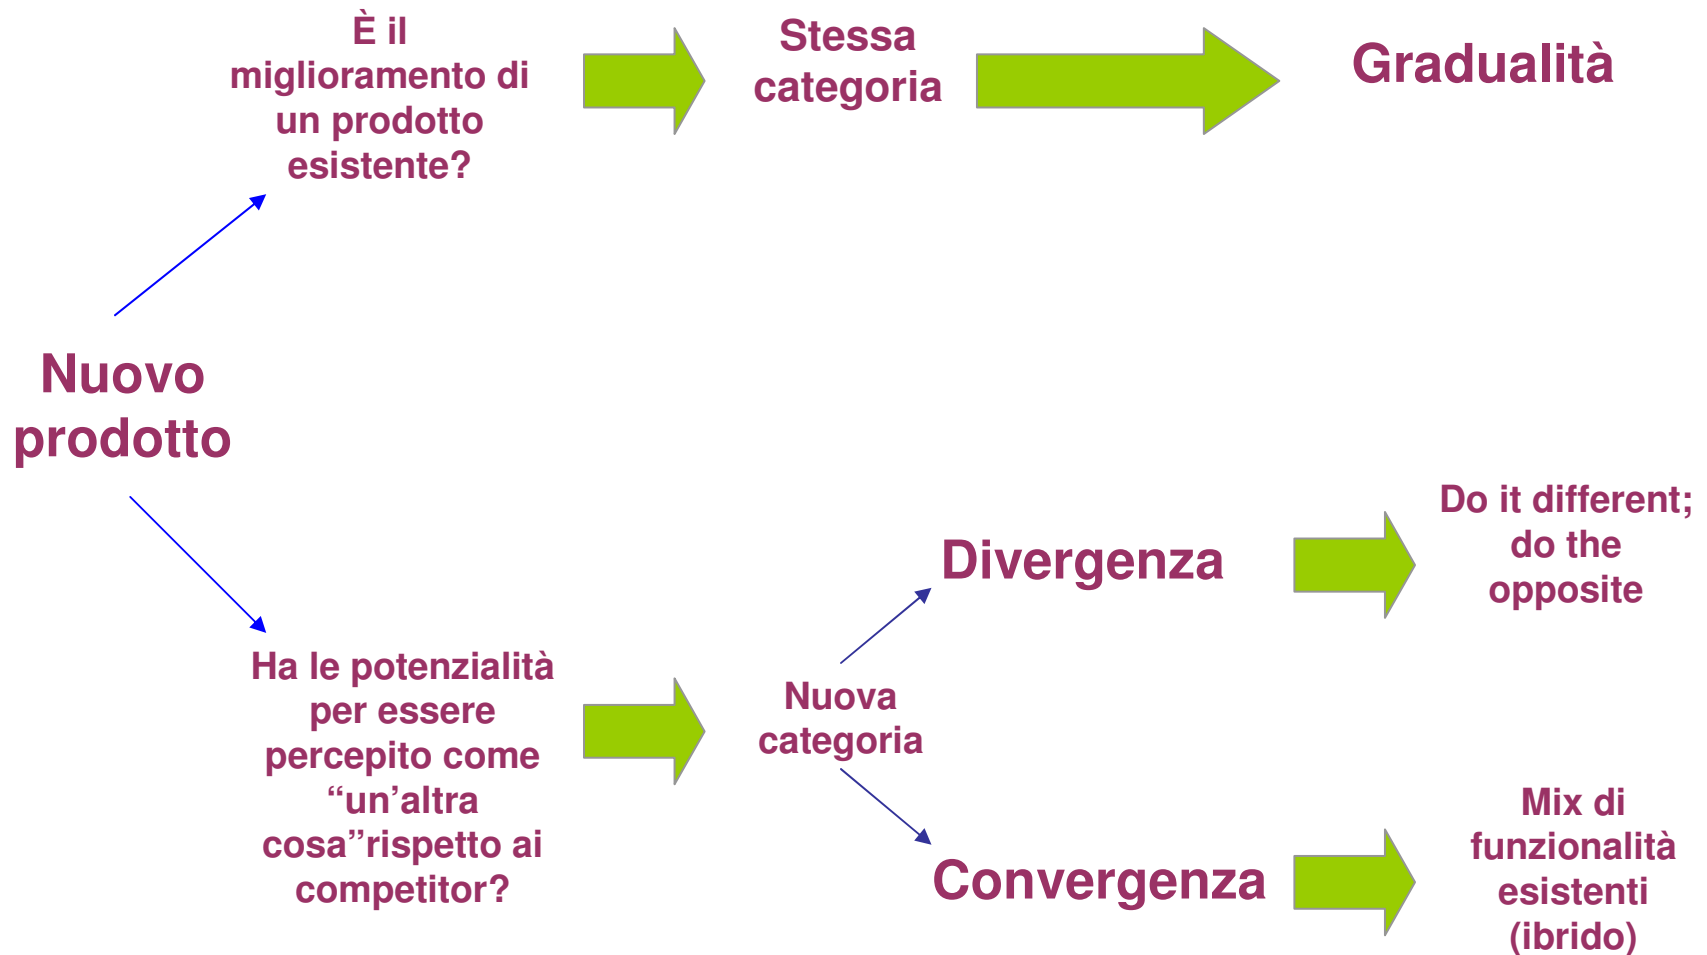 È il
miglioramento di
un prodotto
esistente?
Stessa
categoria
Gradualità
Nuovo
prodotto
Ha le potenzialità
per essere
percepito come
“un’altra
cosa”rispetto ai
competitor?
Nuova
categoria
Divergenza
Do it different;
do the
opposite
Convergenza
Mix di
funzionalità
esistenti
(ibrido)